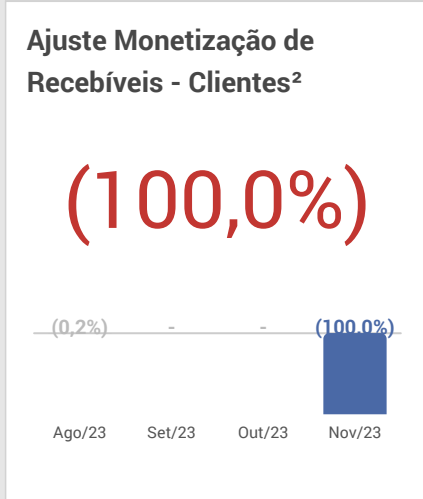 Ajuste Monetização de
Recebíveis - Clientes²
(100,0%)
(0,2%) - - (100,0%)
Ago/23 Set/23 Out/23 Nov/23